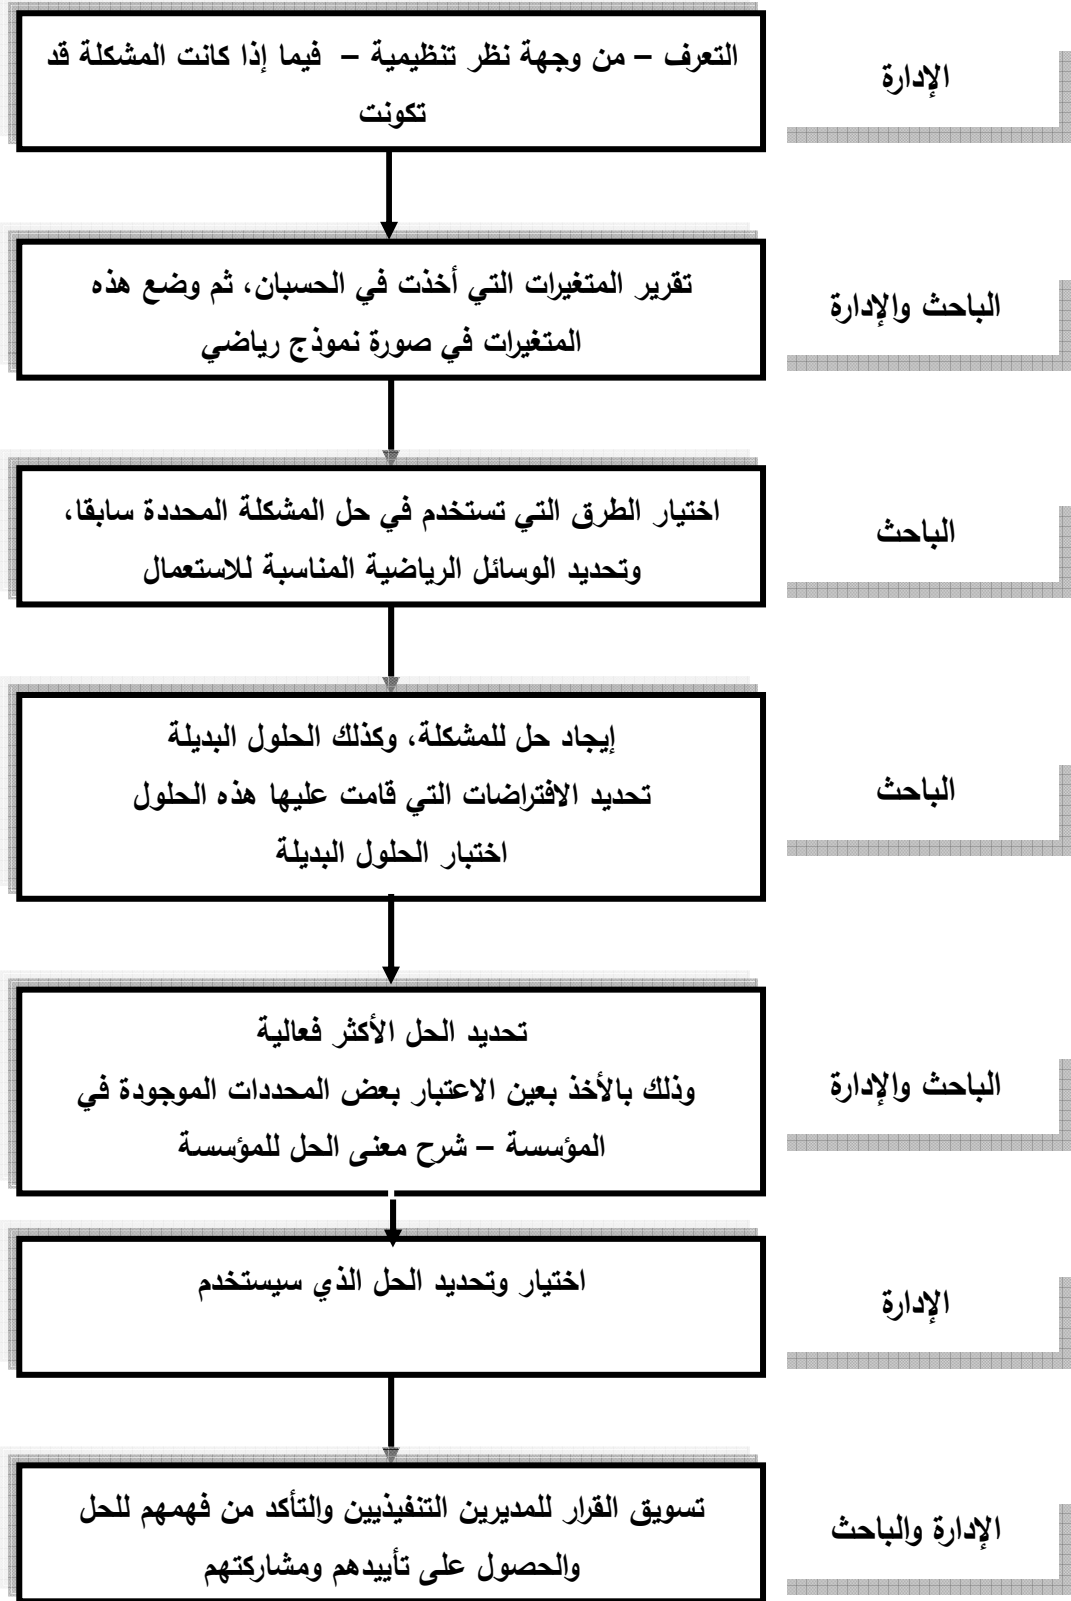 التعرف – من وجهة نظر تنظيمية – فيما إذا كانت المشكلة قد
تكونت
الإدارة
تقرير المتغيرات التي أخذت في الحسبان، ثم وضع هذه
المتغيرات في صورة نموذج رياضي
الباحث والإدارة
اختيار الطرق التي تستخدم في حل المشكلة المحددة سابقا،
وتحديد الوسائل الرياضية المناسبة للاستعمال
الباحث
إيجاد حل للمشكلة، وكذلك الحلول البديلة
تحديد الافتراضات التي قامت عليها هذه الحلول
اختبار الحلول البديلة
الباحث
تحديد الحل الأكثر فعالية
وذلك بالأخذ بعين الاعتبار بعض المحددات الموجودة في
المؤسسة – شرح معنى الحل للمؤسسة
الباحث والإدارة
اختيار وتحديد الحل الذي سيستخدم
الإدارة
تسويق القرار للمديرين التنفيذيين والتأكد من فهمهم للحل
والحصول على تأييدهم ومشاركتهم
الإدارة والباحث